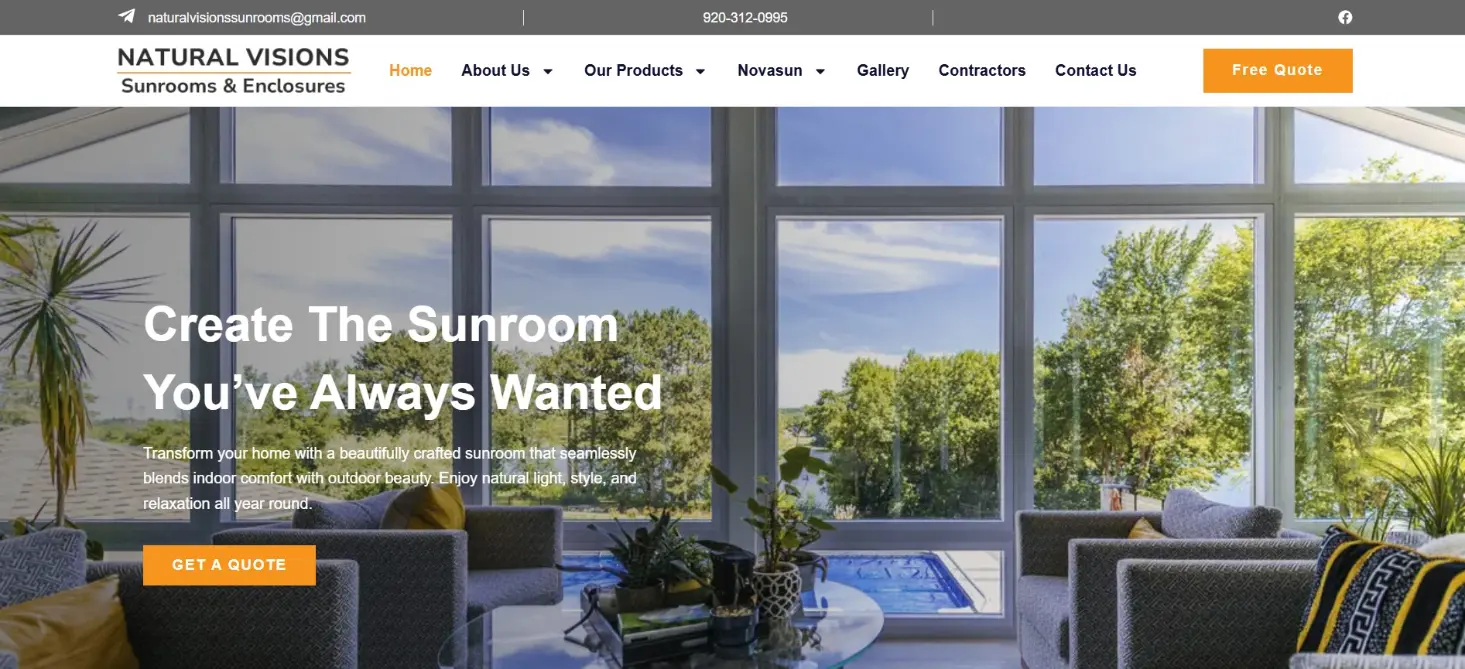 naturalvisionssunrooms@gmail.com
920-312-0995
NATURAL VISIONS
Sunrooms & Enclosures
Home
About Us
Our Products
Novasun
Gallery
Contractors
Contact Us
Free Quote
Create The Sunroom
You’ve Always Wanted
Transform your home with a beautifully crafted sunroom that seamlessly
blends indoor comfort with outdoor beauty. Enjoy natural light, style, and
relaxation all year round.
GET A QUOTE